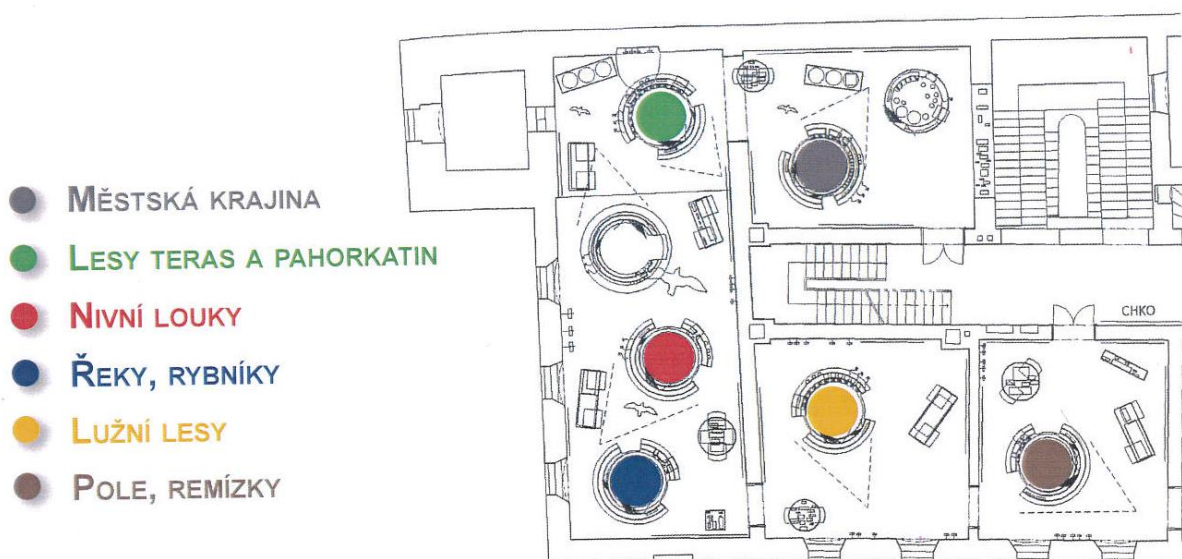 MĚSTSKÁ KRAJINA
LESY TERAS A PAHORKATIN
NIVNÍ LOUKY
ŘEKY, RYBNÍKY
LUŽNÍ LESY
POLE, REMÍZKY
CHKO